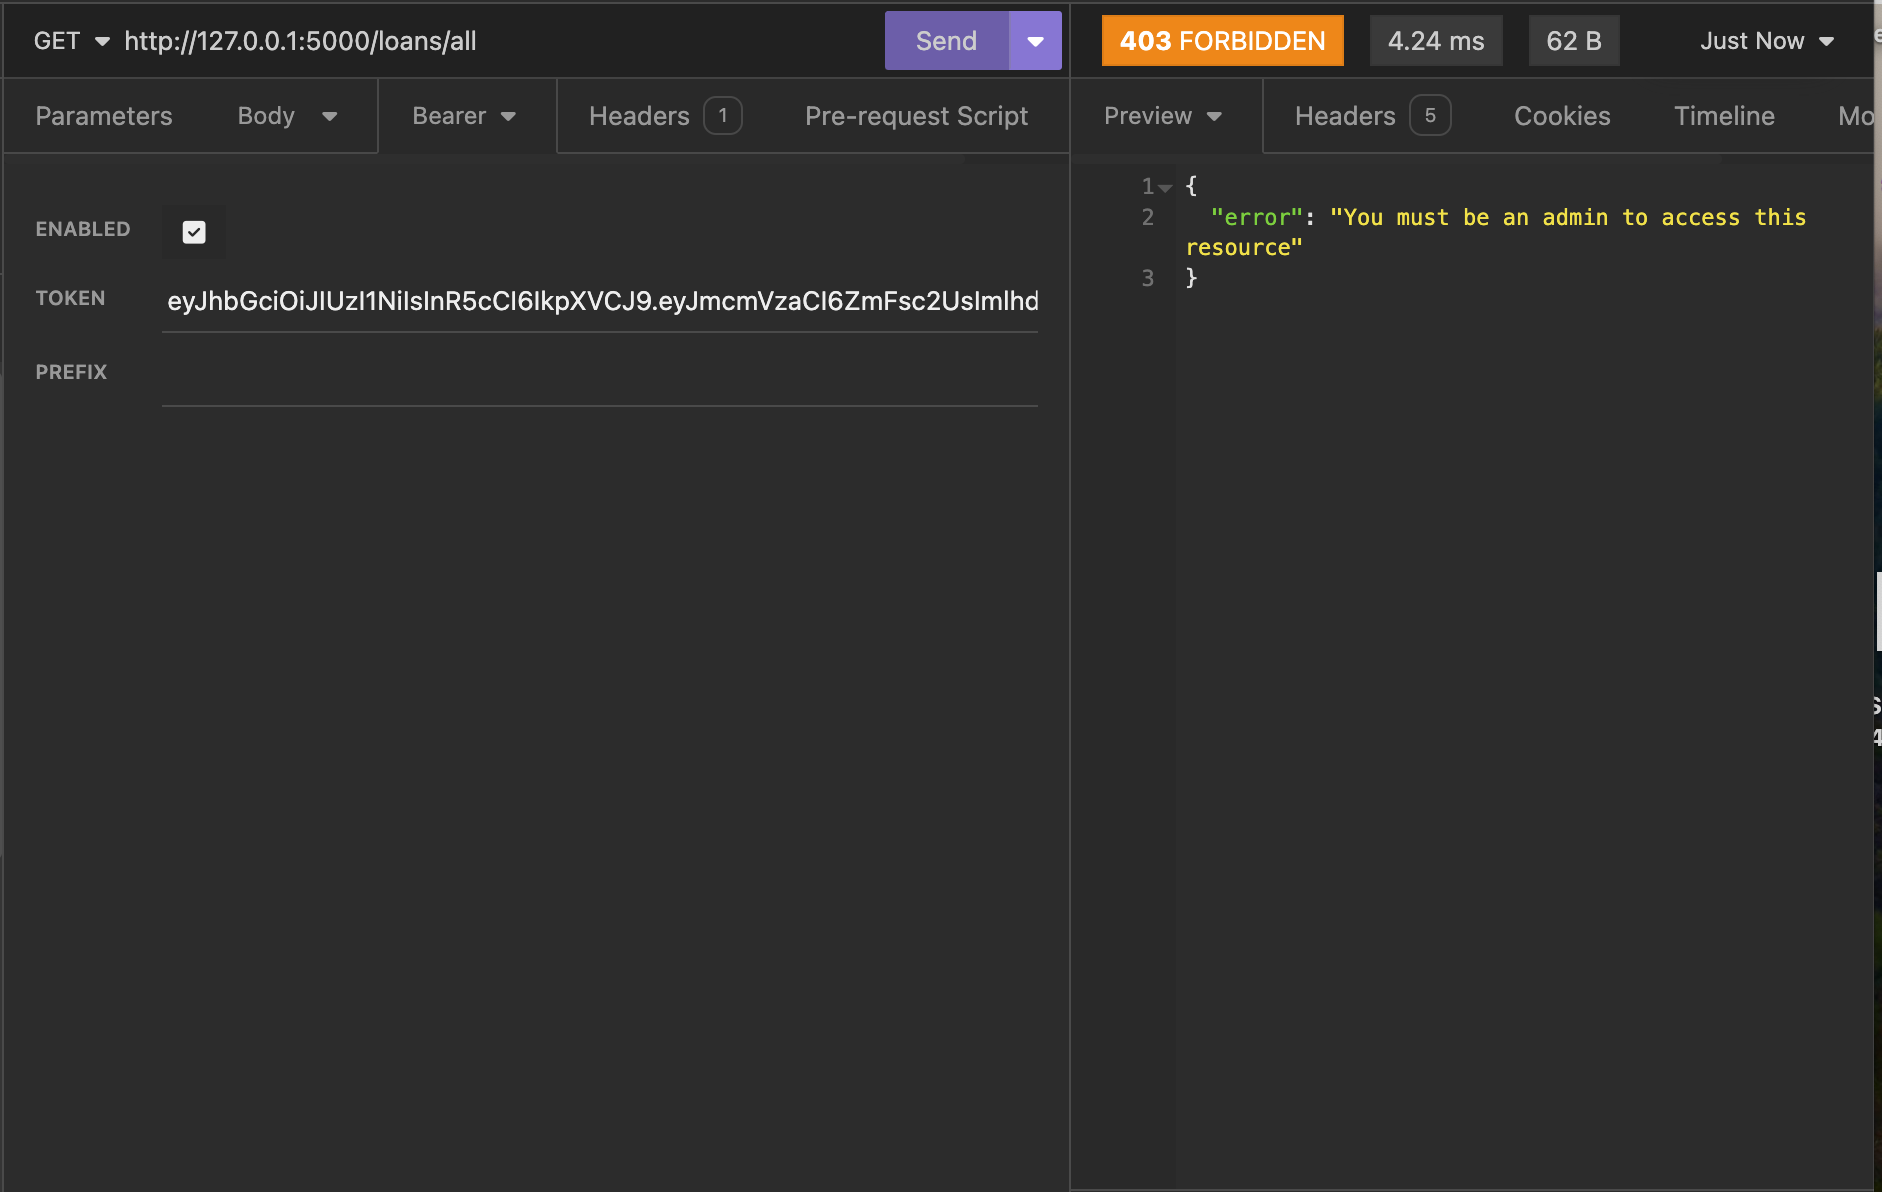 GET http://127.0.0.1:5000/loans/all Send 403 FORBIDDEN 4.24 ms 62 B Just Now
Parameters Body Bearer Headers 1 Pre-request Script Preview Headers 5 Cookies Timeline Mo
ENABLED
TOKEN eyJhbGciOiJIUzI1NiIsInR5cCI6IkpXVCJ9.eyJmcmVzaCI6ZmFsc2UsImlhd
PREFIX
1 {
2 "error": "You must be an admin to access this
resource"
3 }